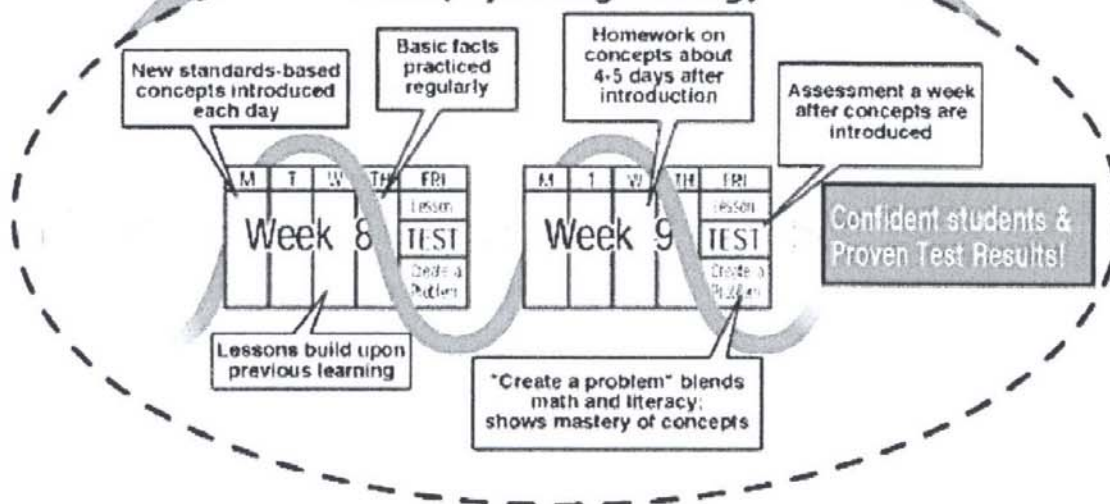 Basic facts
practiced
regularly
New standards-based
concepts introduced
each day
Homework on
concepts about
4-5 days after
introduction
Assessment a week
after concepts are
introduced
M T W TH FRI
Lesson
Week 8
TEST
Create a
Problem
M T W TH FRI
Lesson
Week 9
TEST
Create a
Problem
Confident students &
Proven Test Results!
Lessons build upon
previous learning
"Create a problem" blends
math and literacy;
shows mastery of concepts